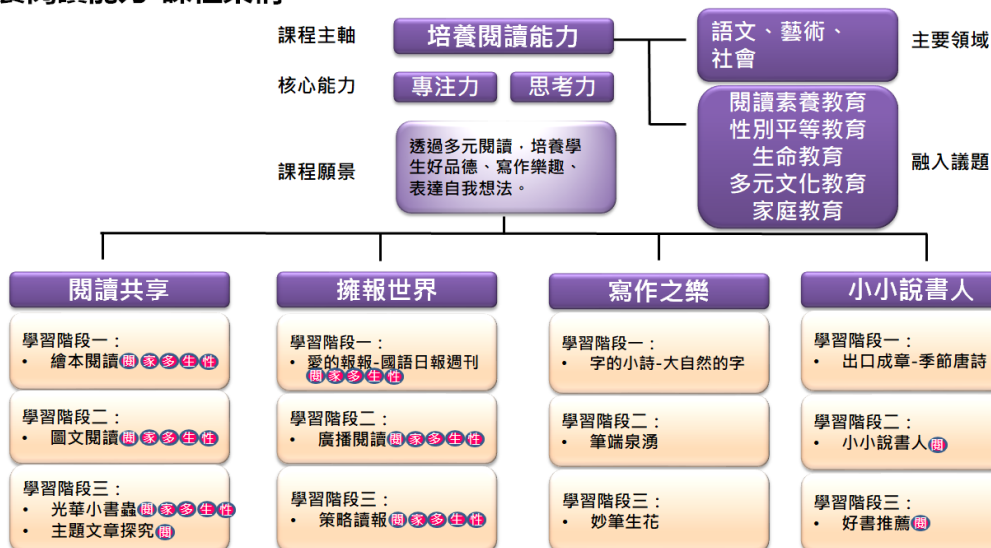 課程主軸
培養閱讀能力
語文、藝術、
社會
主要領域
核心能力
專注力
思考力
閱讀素養教育
性別平等教育
生命教育
多元文化教育
家庭教育
融入議題
課程願景
透過多元閱讀,培養學
生好品德、寫作樂趣、
表達自我想法。
閱讀共享
學習階段一:
• 繪本閱讀閱家多生性
學習階段二:
• 圖文閱讀閱家多生性
學習階段三:
• 光華小書蟲閱家多生性
• 主題文章探究閱
擁報世界
學習階段一:
• 愛的報報-國語日報週刊
閱家多生性
學習階段二:
• 廣播閱讀閱家多生性
學習階段三:
• 策略讀報閱家多生性
寫作之樂
學習階段一:
• 字的小詩-大自然的字
學習階段二:
• 筆端泉湧
學習階段三:
• 妙筆生花
小小說書人
學習階段一:
• 出口成章-季節唐詩
學習階段二:
• 小小說書人閱
學習階段三:
• 好書推薦閱